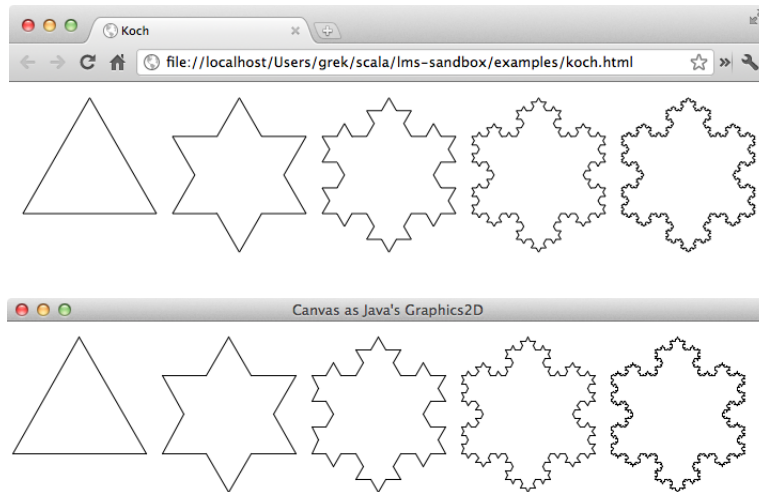 Koch
file://localhost/Users/grek/scala/lms-sandbox/examples/koch.html
Canvas as Java's Graphics2D